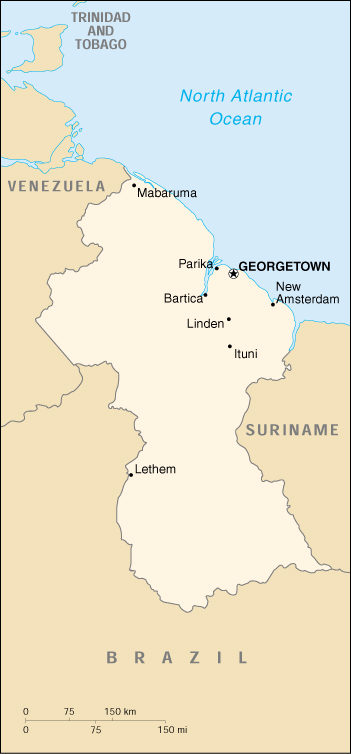 TRINIDAD
AND
TOBAGO
North Atlantic
Ocean
VENEZUELA
Mabaruma
Parika
GEORGETOWN
Bartica
New
Amsterdam
Linden
Ituni
SURINAME
Lethem
BRAZIL
0 75 150 km
0 75 150 mi